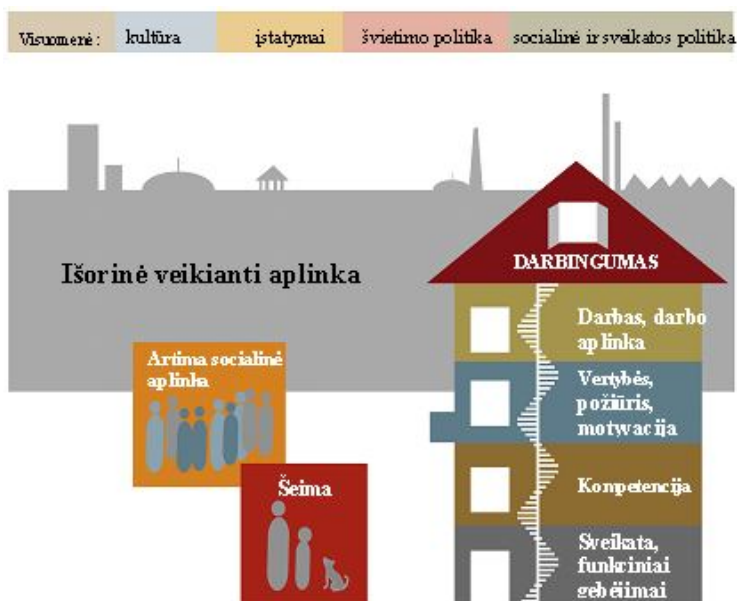 Visuomenė: kultūra įstatymai švietimo politika socialinė ir sveikatos politika
Išorinė veikianti aplinka
DARBINGUMAS
Darbas, darbo
aplinka
Artima socialinė
aplinka
Vertybės,
požiūris,
motyvacija
Šeima
Kompetencija
Sveikata,
funkciniai
gebėjimai